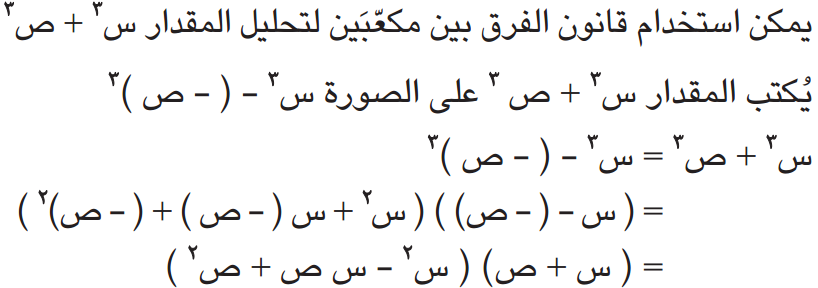 يمكن استخدام قانون الفرق بين مكعّبَين لتحليل المقدار س٣ + ص٣
يُكتب المقدار س٣ + ص٣ على الصورة س٣ – ( – ص )٣
س٣ + ص٣ = س٣ – ( – ص )٣
= ( س – ( – ص) ) ( س٢ + س ( – ص ) + ( – ص)٢ )
= ( س + ص) ( س٢ – س ص + ص٢ )